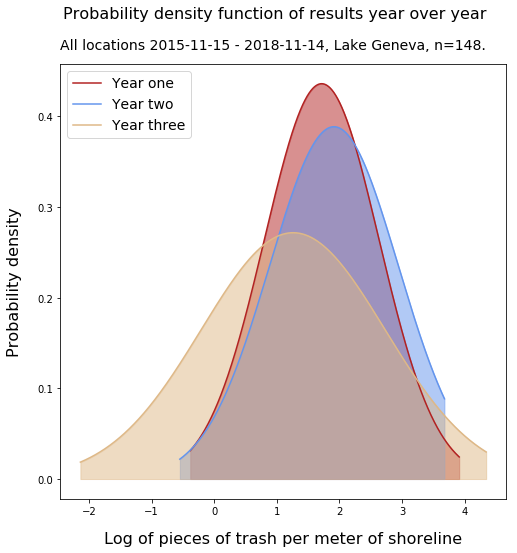 Probability density function of results year over year
All locations 2015-11-15 - 2018-11-14, Lake Geneva, n=148.
Year one
Year two
Year three
Probability density
0.4
0.3
0.2
0.1
0.0
−2
−1
0
1
2
3
4
Log of pieces of trash per meter of shoreline